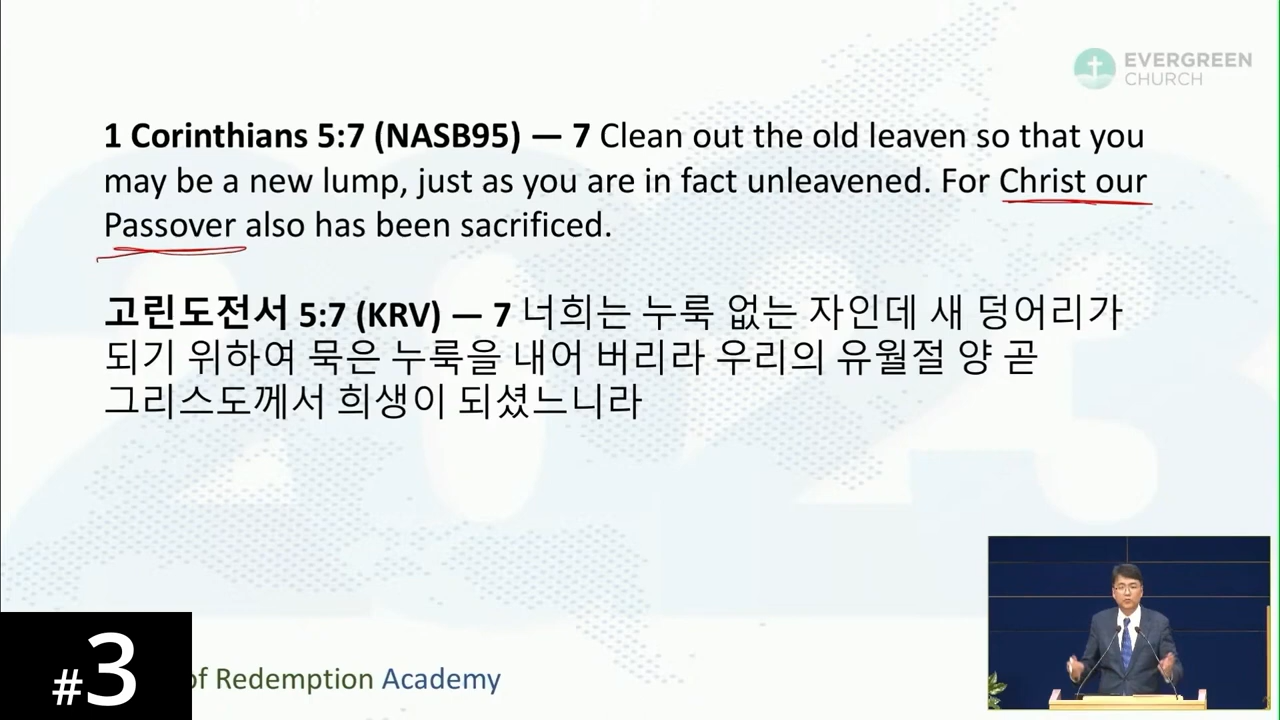 EVERGREEN
CHURCH
1 Corinthians 5:7 (NASB95) — 7 Clean out the old leaven so that you
may be a new lump, just as you are in fact unleavened. For Christ our
Passover also has been sacrificed.
고린도전서 5:7 (KRV) — 7 너희는 누룩 없는 자인데 새 덩어리가
되기 위하여 묵은 누룩을 내어 버리라 우리의 유월절 양 곧
그리스도께서 희생이 되셨느니라
#3
of Redemption Academy